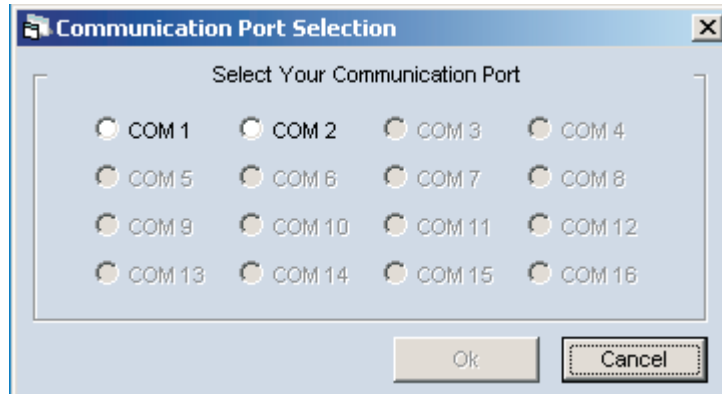 Communication Port Selection
Select Your Communication Port
COM 1 COM 2 COM 3 COM 4
COM 5 COM 6 COM 7 COM 8
COM 9 COM 10 COM 11 COM 12
COM 13 COM 14 COM 15 COM 16
Ok Cancel